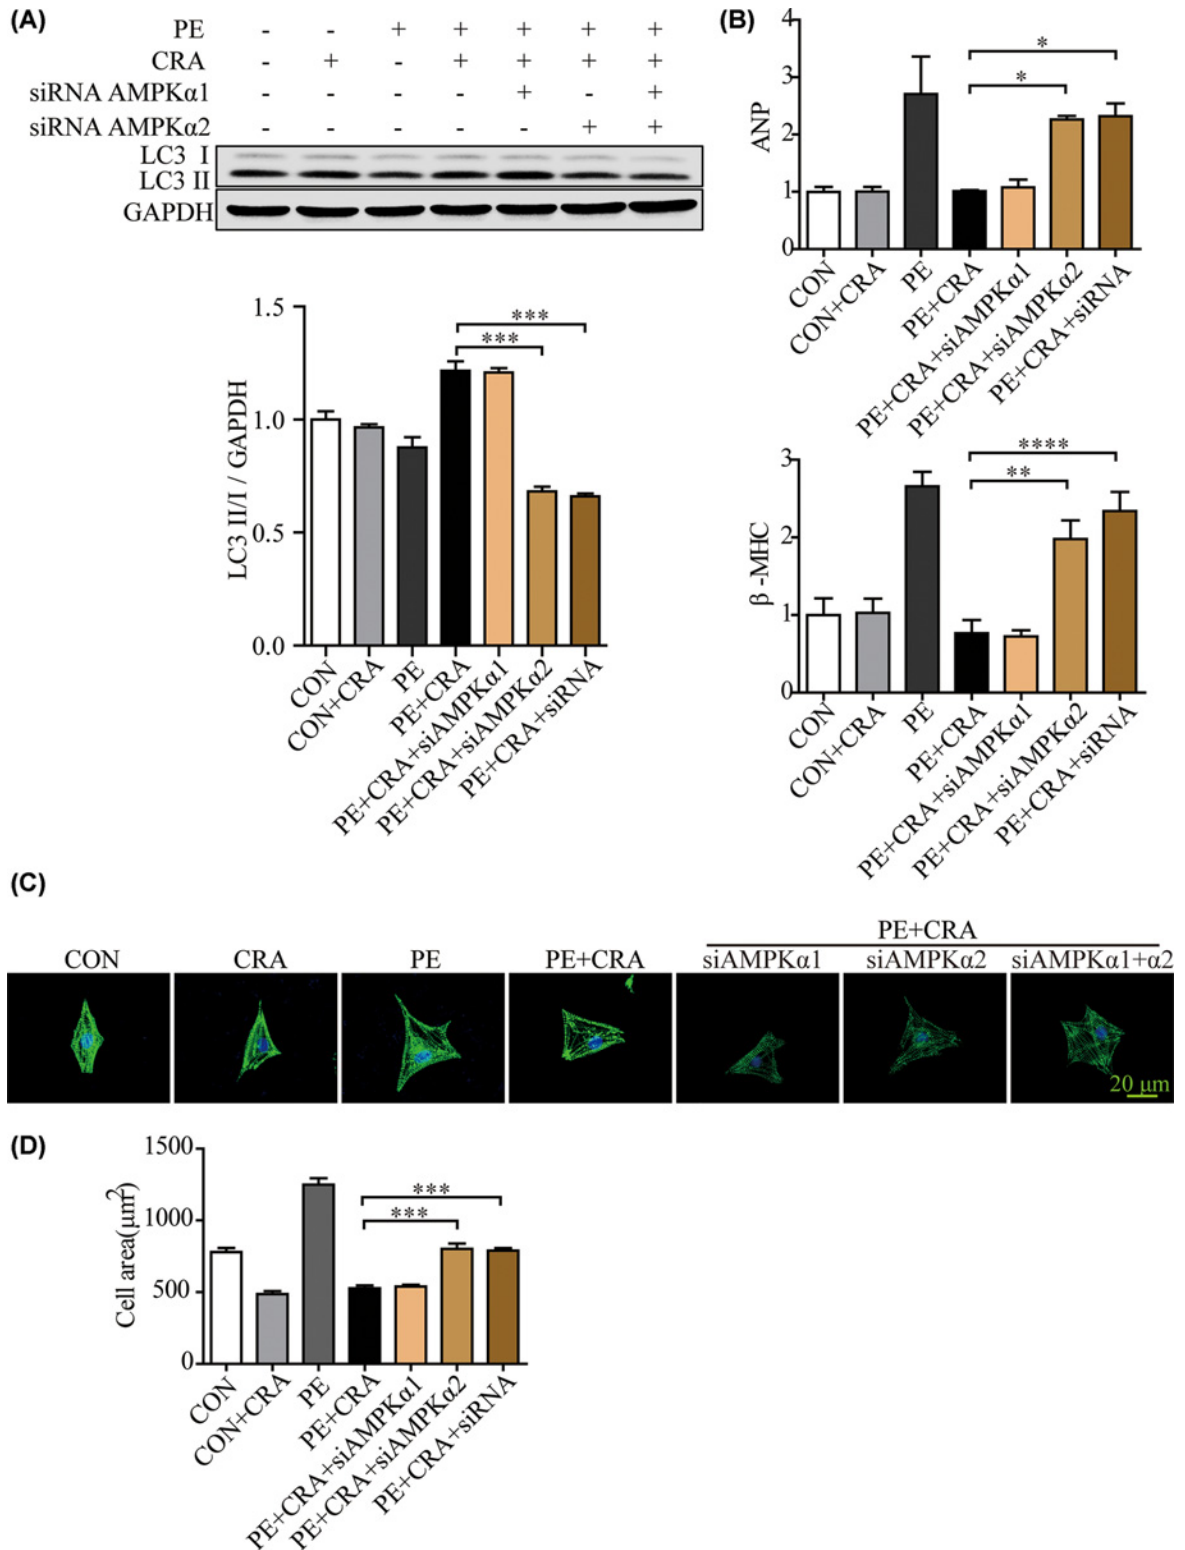 (A)
PE - - + + + + +
CRA - + - + + + +
siRNA AMPKα1 - - - - + - +
siRNA AMPKα2 - - - - - + +
LC3 I
LC3 II
GAPDH
LC3 II/I / GAPDH
1.5
1.0
0.5
0.0
***
***
CON
CON+CRA
PE
PE+CRA
PE+CRA+siAMPKα1
PE+CRA+siAMPKα2
PE+CRA+siRNA
(B)
ANP
4
3
2
1
0
*
*
CON
CON+CRA
PE
PE+CRA
PE+CRA+siAMPKα1
PE+CRA+siAMPKα2
PE+CRA+siRNA
β -MHC
3
2
1
0
****
**
CON
CON+CRA
PE
PE+CRA
PE+CRA+siAMPKα1
PE+CRA+siAMPKα2
PE+CRA+siRNA
(C)
PE+CRA
CON CRA PE PE+CRA siAMPKα1 siAMPKα2 siAMPKα1+α2
20 μm
(D)
Cell area(μm2)
1500
1000
500
0
***
***
CON
CON+CRA
PE
PE+CRA
PE+CRA+siAMPKα1
PE+CRA+siAMPKα2
PE+CRA+siRNA